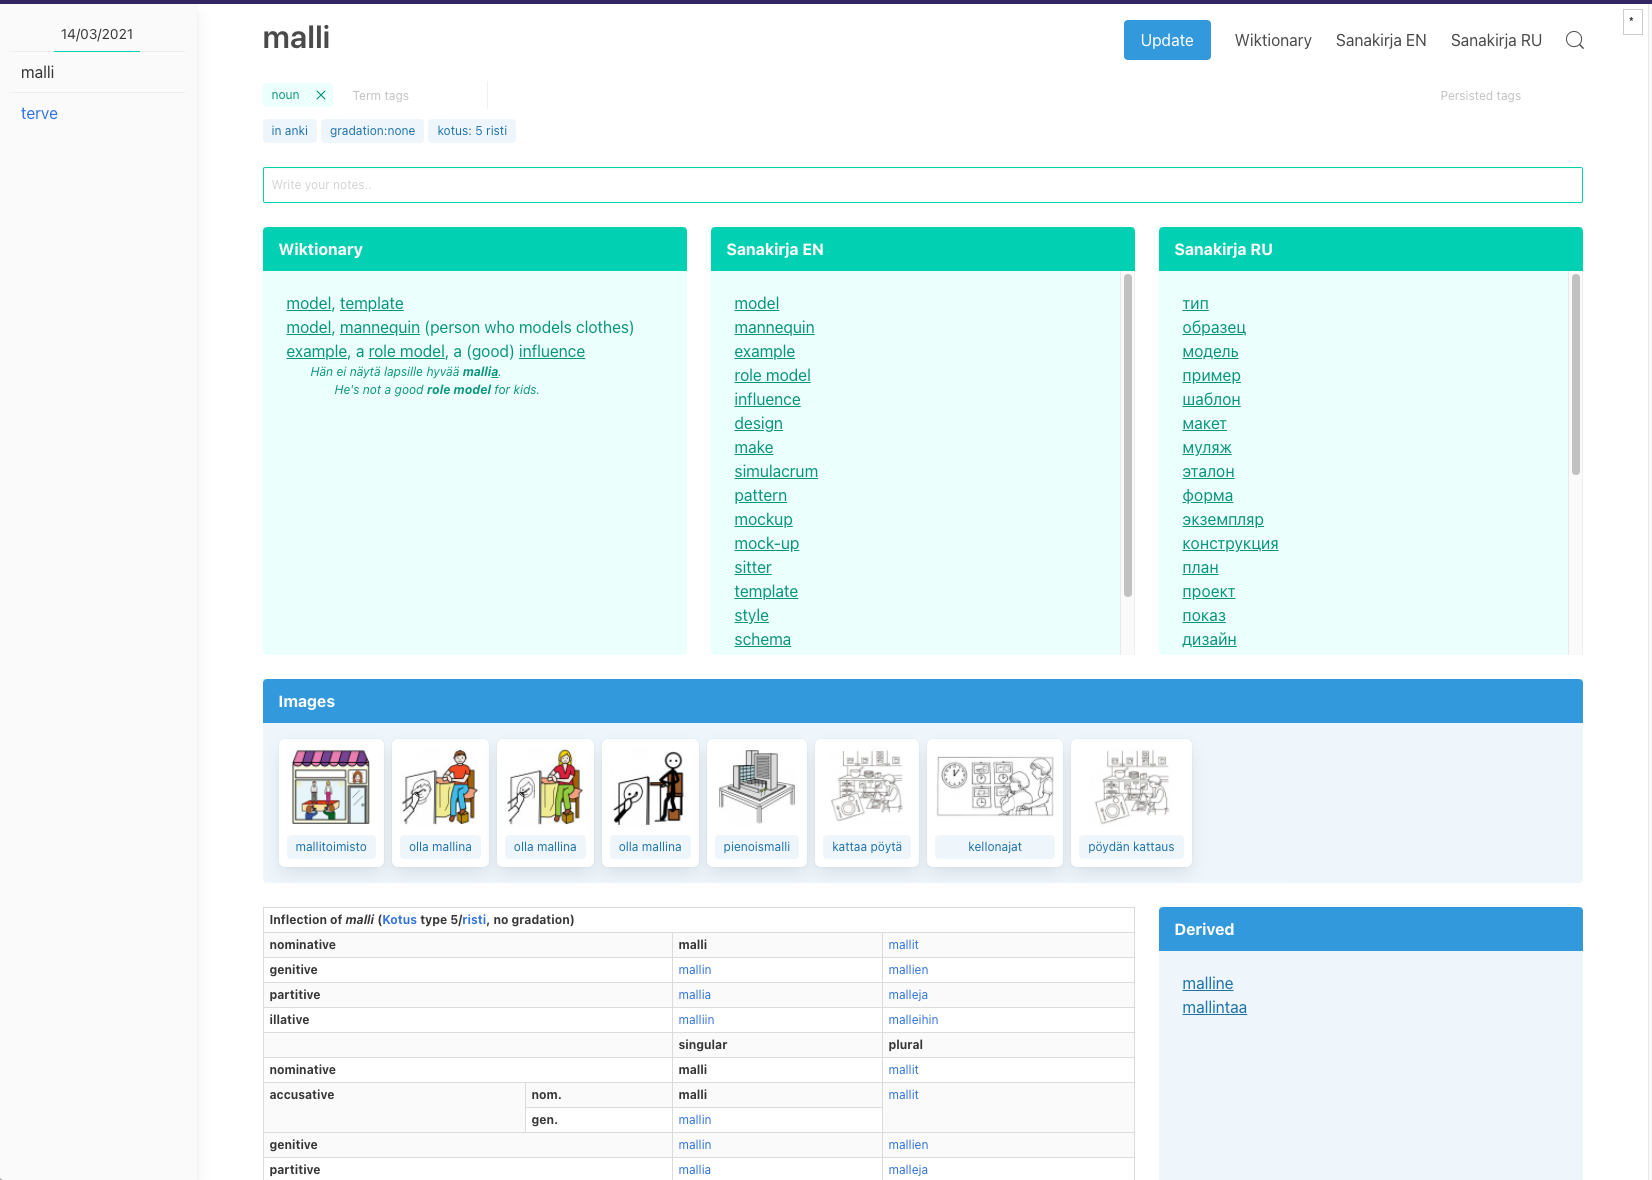 14/03/2021
malli
terve
malli
Update Wiktionary Sanakirja EN Sanakirja RU
*
noun Term tags Persisted tags
in anki gradation:none kotus: 5 risti
Write your notes..
Wiktionary
model, template
model, mannequin (person who models clothes)
example, a role model, a (good) influence
Hän ei näytä lapsille hyvää mallia.
He's not a good role model for kids.
Sanakirja EN
model
mannequin
example
role model
influence
design
make
simulacrum
pattern
mockup
mock-up
sitter
template
style
schema
Sanakirja RU
тип
образец
модель
пример
шаблон
макет
муляж
эталон
форма
экземпляр
конструкция
план
проект
показ
дизайн
Images
mallitoimisto olla mallina olla mallina olla mallina pienoismalli kattaa pöytä kellonajat pöydän kattaus
Inflection of malli (Kotus type 5/risti, no gradation)
nominative malli mallit
genitive mallin mallien
partitive mallia malleja
illative malliin malleihin
singular plural
nominative malli mallit
accusative nom. malli mallit
gen. mallin
genitive mallin mallien
partitive mallia malleja
Derived
malline
mallintaa